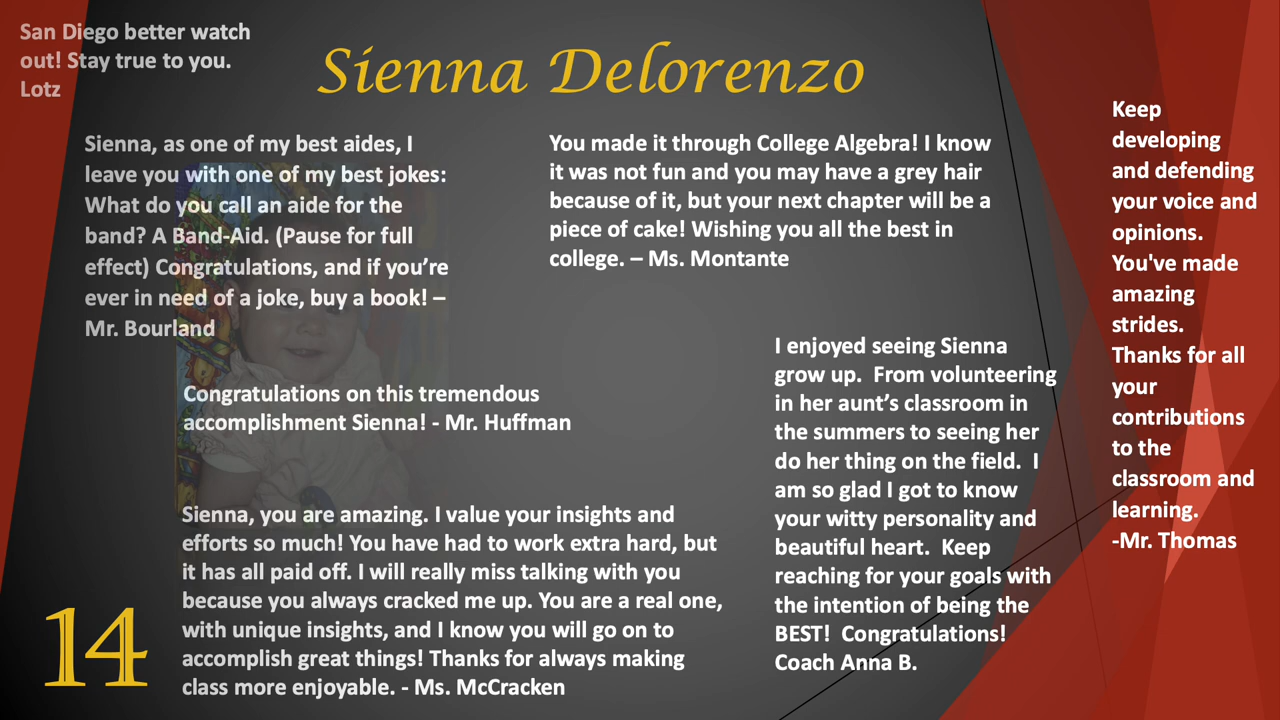 San Diego better watch
out! Stay true to you.
Lotz
Sienna Delorenzo
Sienna, as one of my best aides, I
leave you with one of my best jokes:
What do you call an aide for the
band? A Band-Aid. (Pause for full
effect) Congratulations, and if you’re
ever in need of a joke, buy a book! –
Mr. Bourland
You made it through College Algebra! I know
it was not fun and you may have a grey hair
because of it, but your next chapter will be a
piece of cake! Wishing you all the best in
college. – Ms. Montante
Congratulations on this tremendous
accomplishment Sienna! - Mr. Huffman
Sienna, you are amazing. I value your insights and
efforts so much! You have had to work extra hard, but
it has all paid off. I will really miss talking with you
because you always cracked me up. You are a real one,
with unique insights, and I know you will go on to
accomplish great things! Thanks for always making
class more enjoyable. - Ms. McCracken
I enjoyed seeing Sienna
grow up.  From volunteering
in her aunt’s classroom in
the summers to seeing her
do her thing on the field.  I
am so glad I got to know
your witty personality and
beautiful heart.  Keep
reaching for your goals with
the intention of being the
BEST!  Congratulations!
Coach Anna B.
Keep
developing
and defending
your voice and
opinions.
You've made
amazing
strides.
Thanks for all
your
contributions
to the
classroom and
learning.
-Mr. Thomas
14